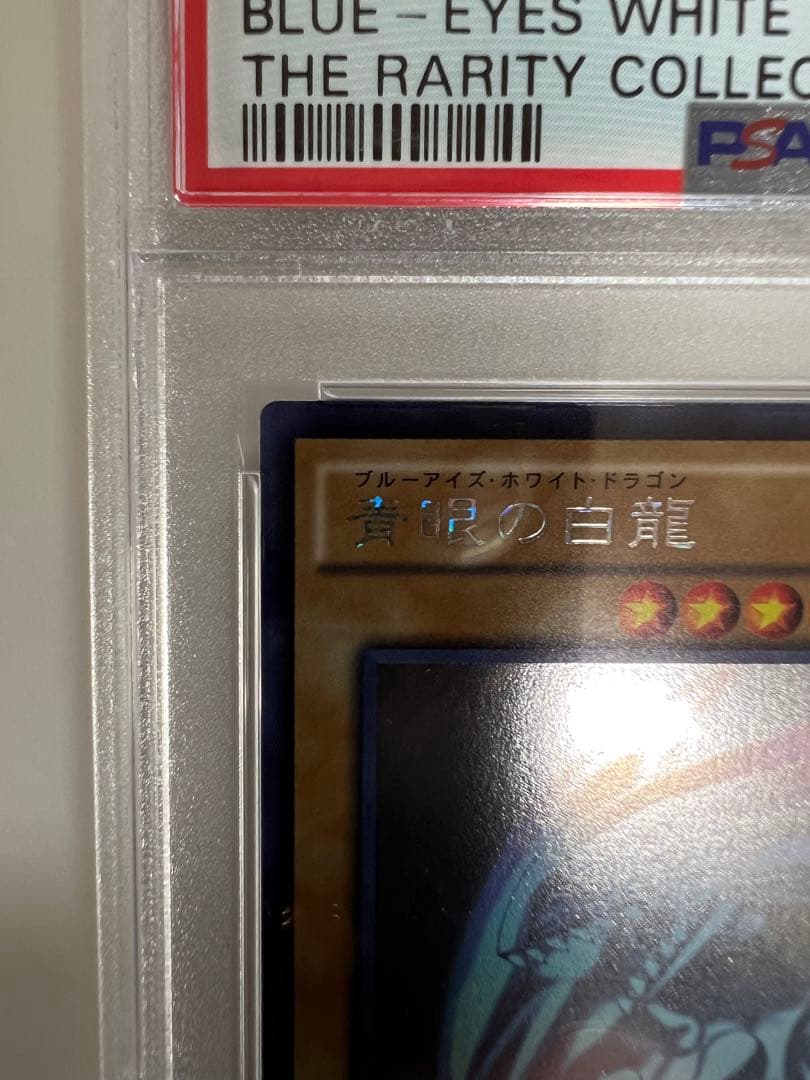 BLUE-EYES WHITE
THE RARITY COLLEC
PSA
ブルーアイズ・ホワイト・ドラゴン
青眼の白龍